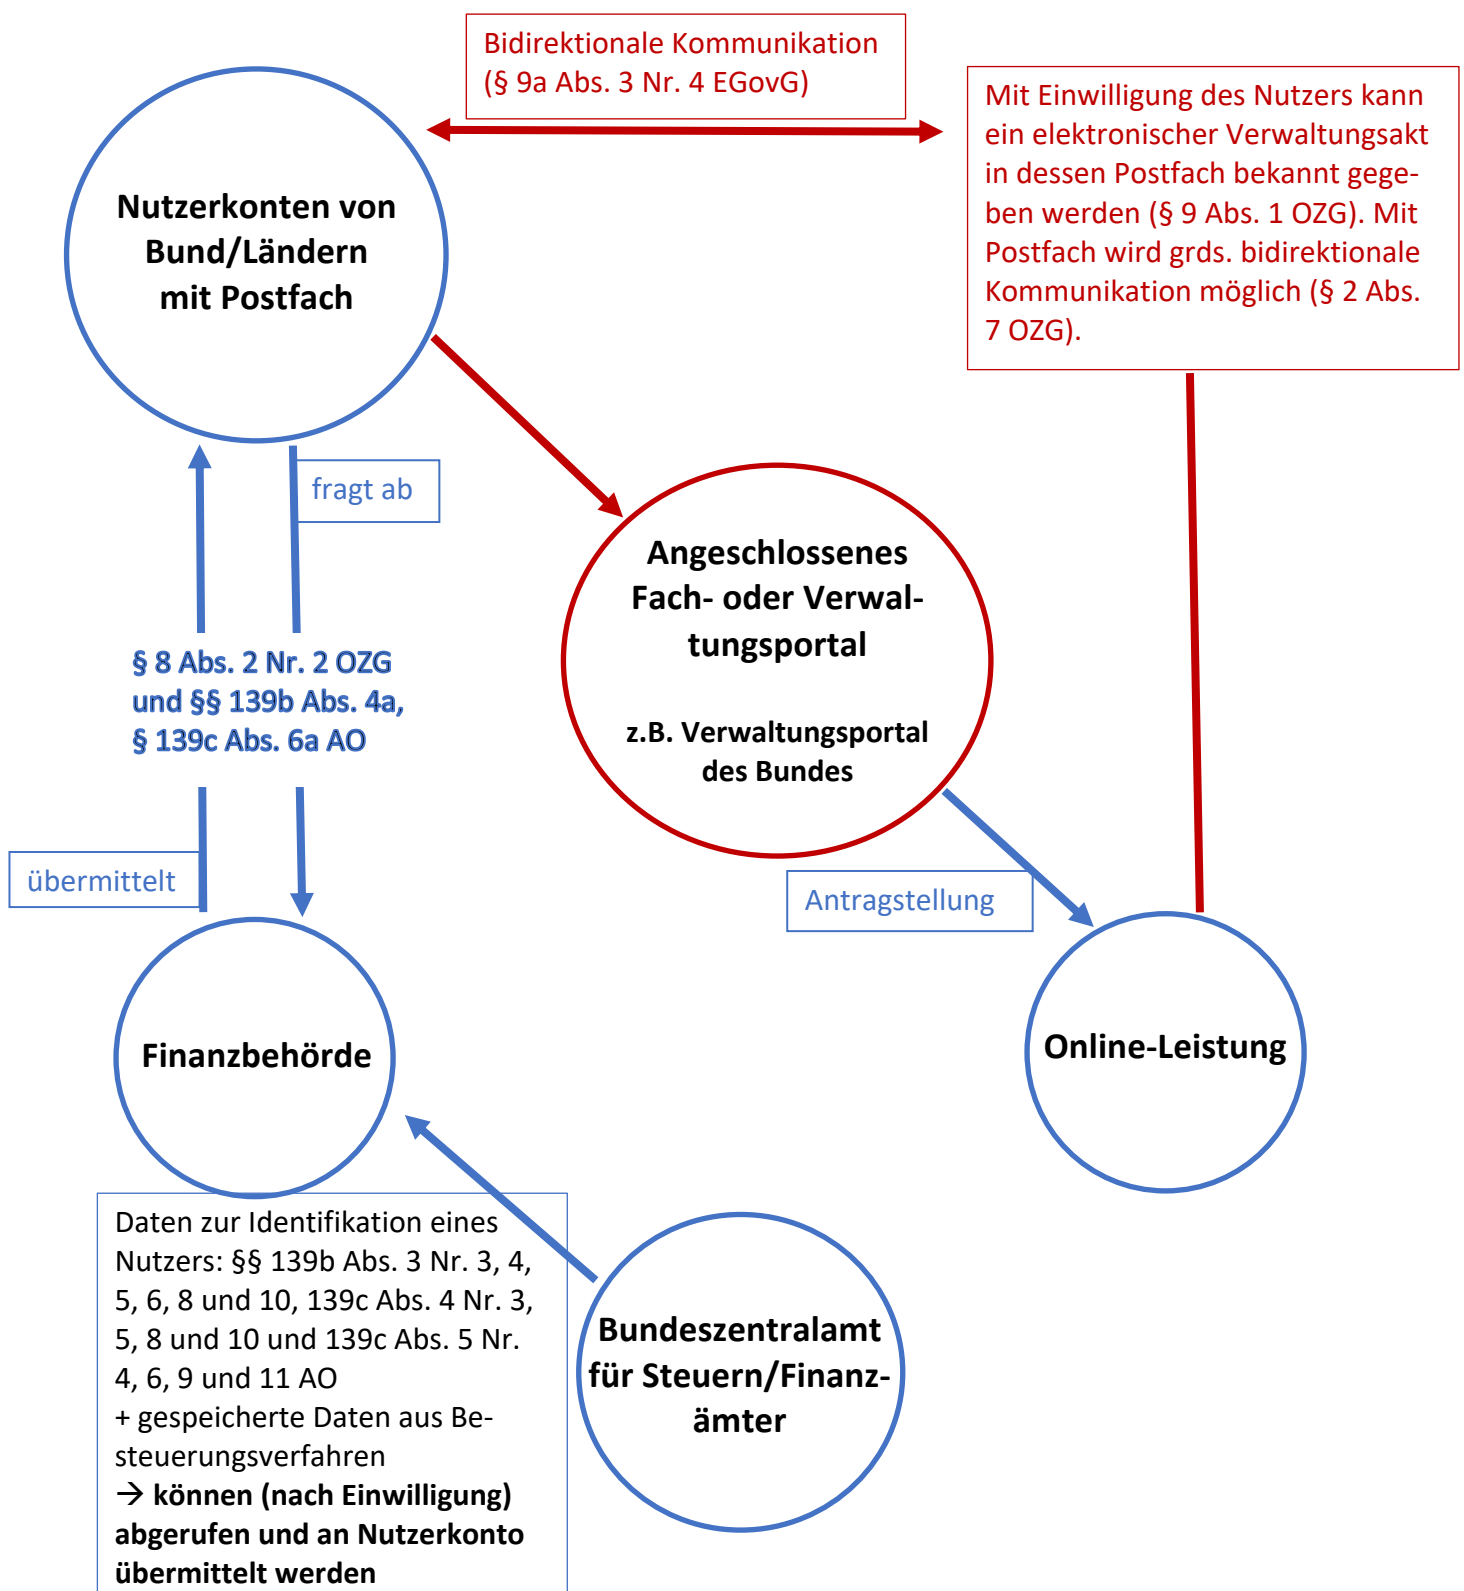 Bidirektionale Kommunikation
(§ 9a Abs. 3 Nr. 4 EGovG)
Mit Einwilligung des Nutzers kann
ein elektronischer Verwaltungsakt
in dessen Postfach bekannt gege-
ben werden (§ 9 Abs. 1 OZG). Mit
Postfach wird grds. bidirektionale
Kommunikation möglich (§ 2 Abs.
7 OZG).
Nutzerkonten von
Bund/Ländern
mit Postfach
fragt ab
Angeschlossenes
Fach- oder Verwal-
tungsportal
z.B. Verwaltungsportal
des Bundes
§ 8 Abs. 2 Nr. 2 OZG
und §§ 139b Abs. 4a,
§ 139c Abs. 6a AO
übermittelt
Antragstellung
Finanzbehörde
Online-Leistung
Daten zur Identifikation eines
Nutzers: §§ 139b Abs. 3 Nr. 3, 4,
5, 6, 8 und 10, 139c Abs. 4 Nr. 3,
5, 8 und 10 und 139c Abs. 5 Nr.
4, 6, 9 und 11 AO
+ gespeicherte Daten aus Be-
steuerungsverfahren
→ können (nach Einwilligung)
abgerufen und an Nutzerkonto
übermittelt werden
Bundeszentralamt
für Steuern/Finanz-
ämter